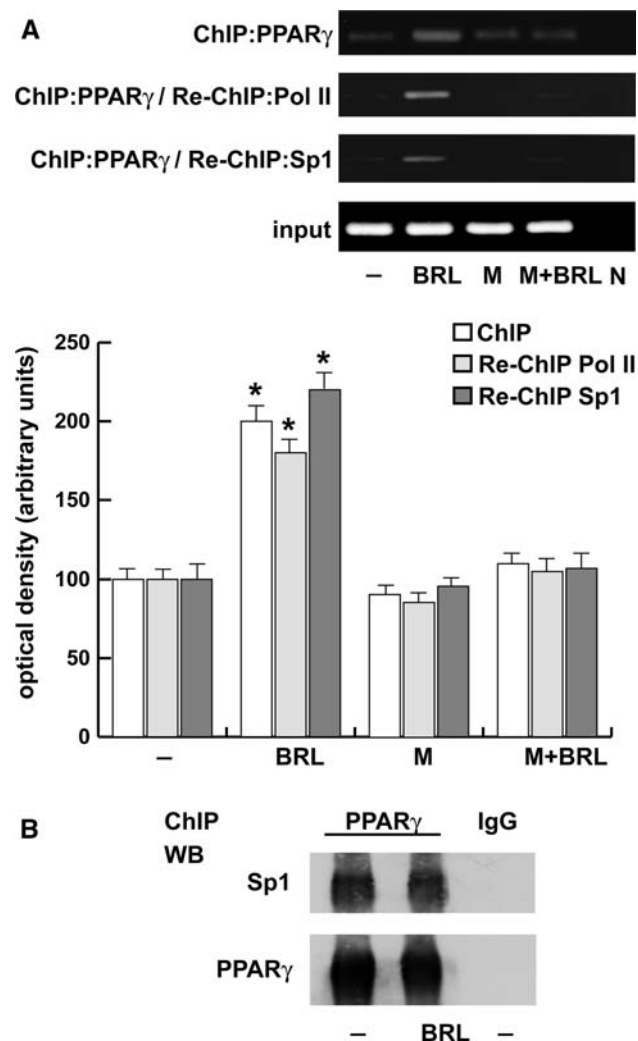 A
ChIP:PPARγ
ChIP:PPARγ / Re-ChIP:Pol II
ChIP:PPARγ / Re-ChIP:Sp1
input
– BRL M M+BRL N
optical density (arbitrary units)
250
200
150
100
50
0
ChIP
Re-ChIP Pol II
Re-ChIP Sp1
* * *
– BRL M M+BRL
B
ChIP PPARγ IgG
WB
Sp1
PPARγ
– BRL –